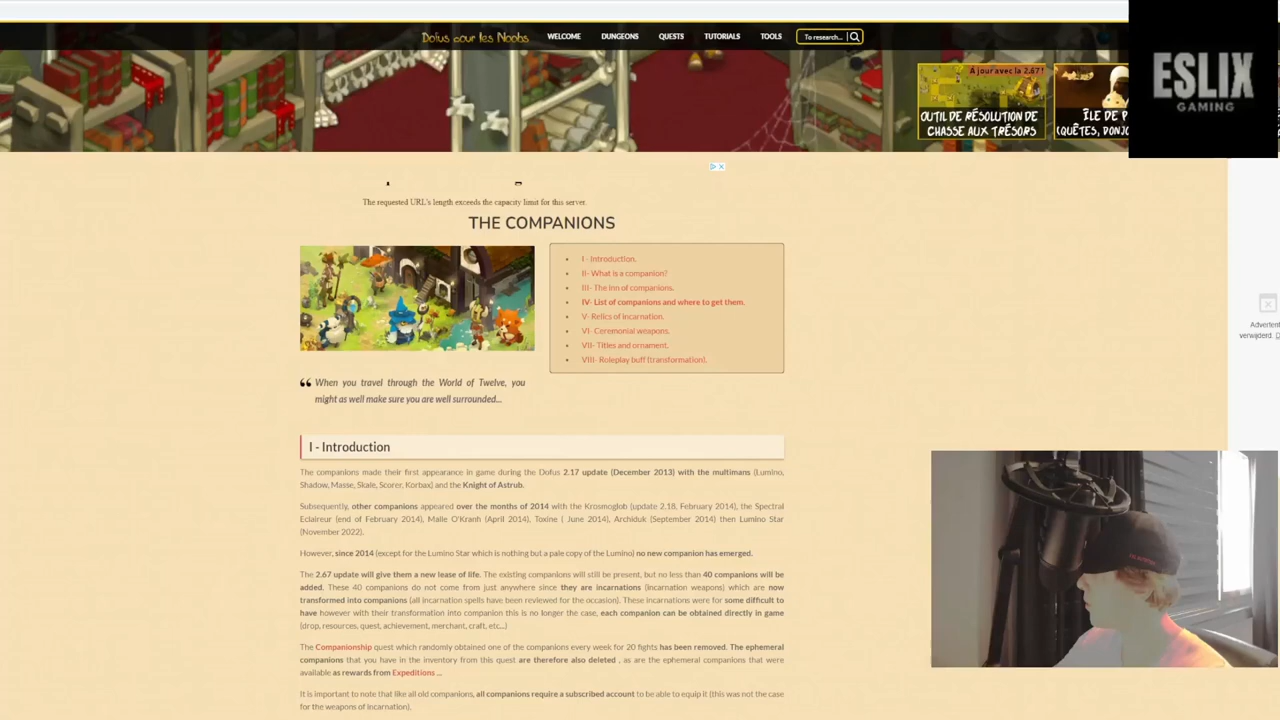 Dofus pour les Noobs
WELCOME
DUNGEONS
QUESTS
TUTORIALS
TOOLS
To research...
ESLIX
GAMING
A jour avec la 2.67 !
OUTIL DE RÉSOLUTION DE
CHASSE AUX TRÉSORS
ÎLE DE P
(QUÊTES, DONJO
The requested URL's length exceeds the capacity limit for this server.
THE COMPANIONS
I - Introduction.
II- What is a companion?
III- The inn of companions.
IV- List of companions and where to get them.
V- Relics of incarnation.
VI- Ceremonial weapons.
VII- Titles and ornament.
VIII- Roleplay buff (transformation).
Advertent
verwijderd.
When you travel through the World of Twelve, you
might as well make sure you are well surrounded...
I - Introduction
The companions made their first appearance in game during the Dofus 2.17 update (December 2013) with the multimans (Lumino,
Shadow, Masse, Skale, Scorer, Korbax) and the Knight of Astrub.
Subsequently, other companions appeared over the months of 2014 with the Krosmoglob (update 2.18, February 2014), the Spectral
Eclaireur (end of February 2014), Malle O'Kranh (April 2014), Toxine ( June 2014), Archiduk (September 2014) then Lumino Star
(November 2022).
However, since 2014 (except for the Lumino Star which is nothing but a pale copy of the Lumino) no new companion has emerged.
The 2.67 update will give them a new lease of life. The existing companions will still be present, but no less than 40 companions will be
added. These 40 companions do not come from just anywhere since they are incarnations (incarnation weapons) which are now
transformed into companions (all incarnation spells have been reviewed for the occasion). These incarnations were for some difficult to
have however with their transformation into companion this is no longer the case, each companion can be obtained directly in game
(drop, resources, quest, achievement, merchant, craft, etc...)
The Companionship quest which randomly obtained one of the companions every week for 20 fights has been removed. The ephemeral
companions that you have in the inventory from this quest are therefore also deleted , as are the ephemeral companions that were
available as rewards from Expeditions ...
It is important to note that like all old companions, all companions require a subscribed account to be able to equip it (this was not the case
for the weapons of incarnation).